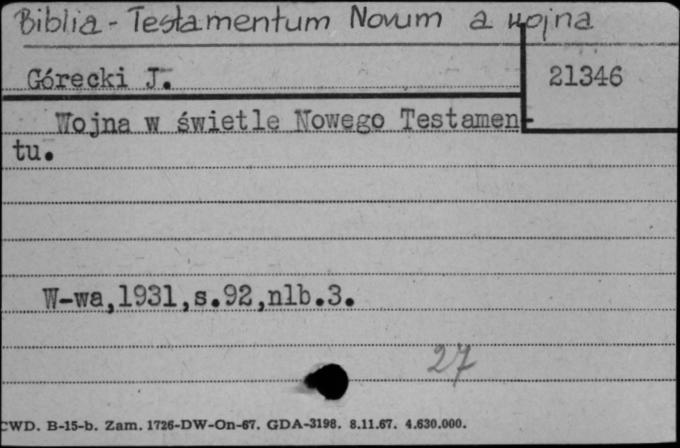 Biblia - Testamentum Novum a wojna
Górecki J.
21346
Wojna w świetle Nowego Testamen-
tu.
W-wa,1931,s.92,nlb.3.
27
CWD. B-15-b. Zam. 1726-DW-On-67. GDA-3198. 8.11.67. 4.630.000.